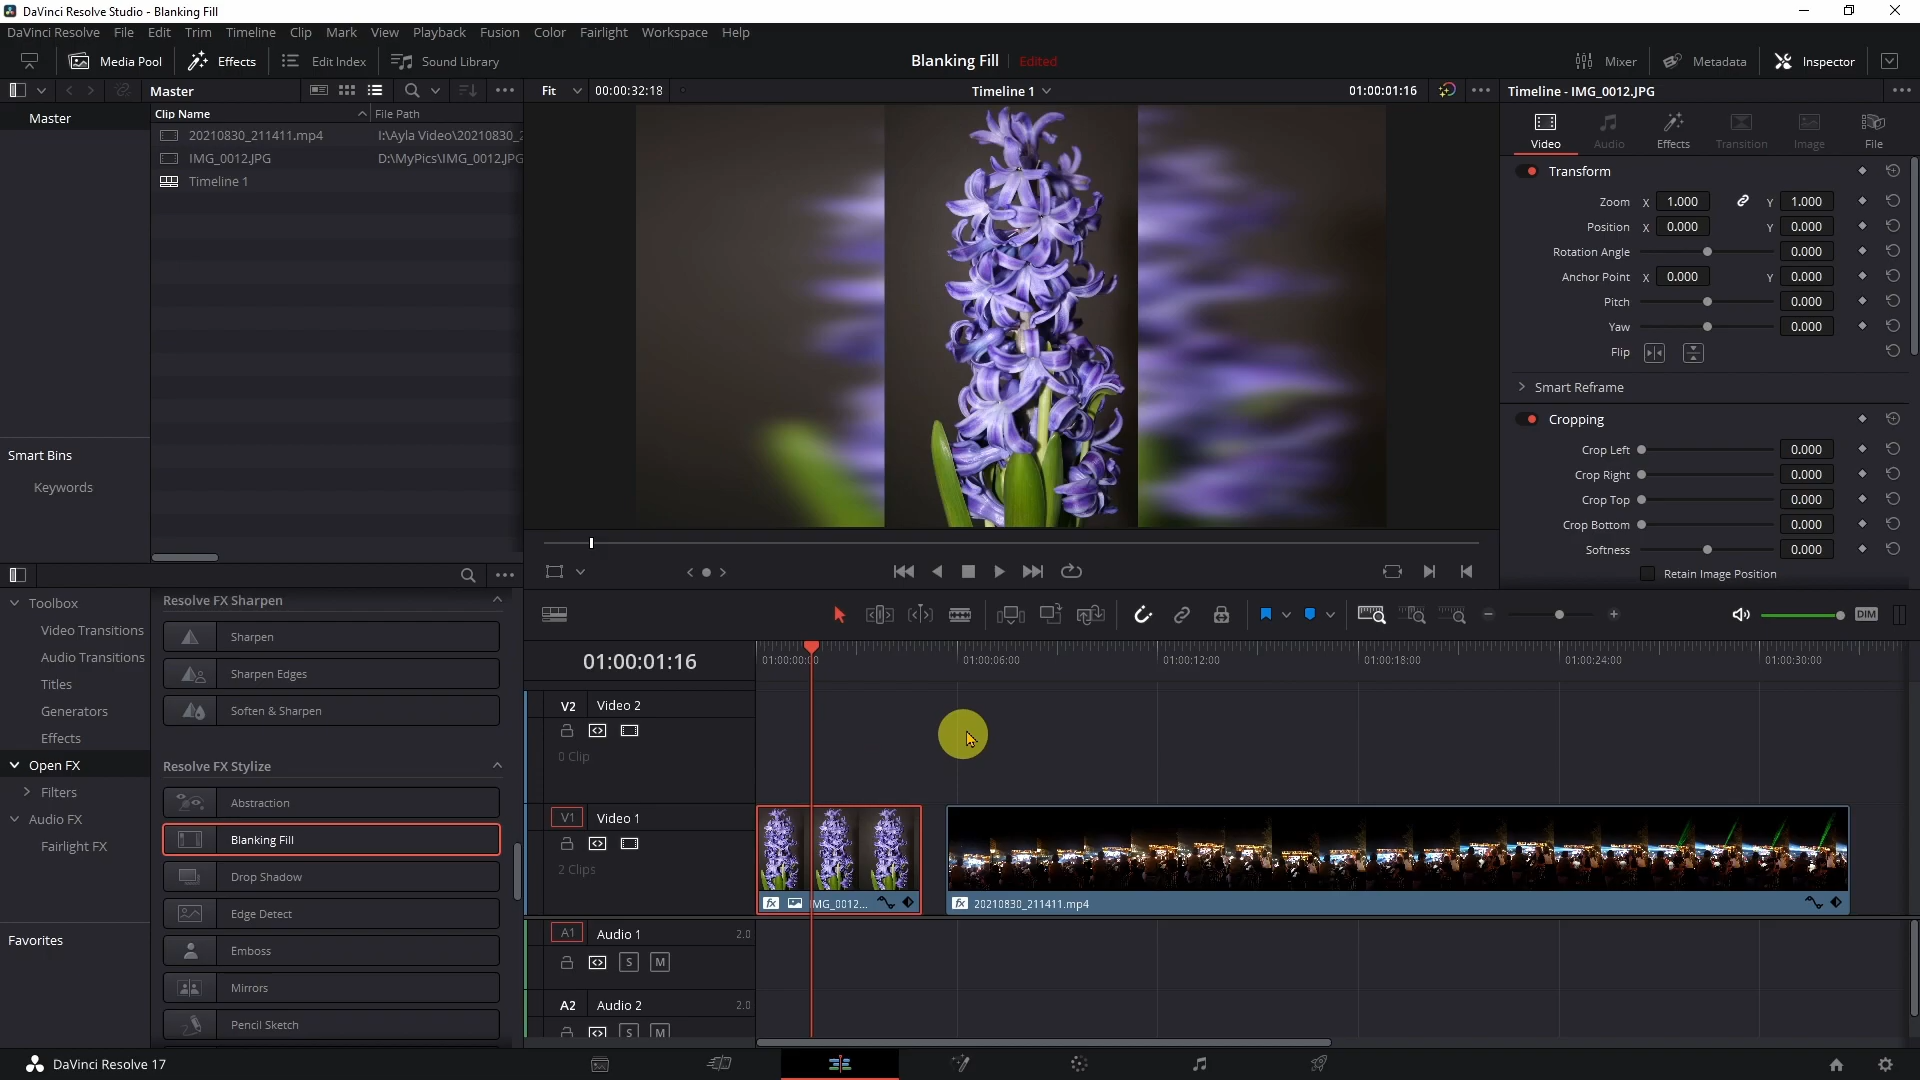 DaVinci Resolve Studio - Blanking Fill
DaVinci Resolve File Edit Trim Timeline Clip Mark View Playback Fusion Color Fairlight Workspace Help
Media Pool Effects Edit Index Sound Library Blanking Fill Edited Mixer Metadata Inspector
Master Fit 00:00:32:18 Timeline 1 01:00:01:16 Timeline - IMG_0012.JPG
Master Clip Name File Path
20210830_211411.mp4 I:\Ayla Video\20210830_2
IMG_0012.JPG D:\MyPics\IMG_0012.JPG
Timeline 1
Video Audio Effects Transition Image File
Transform
Zoom X 1.000 Y 1.000
Position X 0.000 Y 0.000
Rotation Angle 0.000
Anchor Point X 0.000 Y 0.000
Pitch 0.000
Yaw 0.000
Flip
Smart Reframe
Cropping
Crop Left 0.000
Crop Right 0.000
Crop Top 0.000
Crop Bottom 0.000
Softness 0.000
Retain Image Position
Smart Bins
Keywords
Toolbox
Video Transitions
Audio Transitions
Titles
Generators
Effects
Open FX
Filters
Audio FX
Fairlight FX
Favorites
Resolve FX Sharpen
Sharpen
Sharpen Edges
Soften & Sharpen
Resolve FX Stylize
Abstraction
Blanking Fill
Drop Shadow
Edge Detect
Emboss
Mirrors
Pencil Sketch
DIM
01:00:01:16 01:00:00:00 01:00:06:00 01:00:12:00 01:00:18:00 01:00:24:00 01:00:30:00
V2 Video 2
0 Clip
V1 Video 1
2 Clips
fx IMG_0012... fx 20210830_211411.mp4
A1 Audio 1 2.0
S M
A2 Audio 2 2.0
S M
DaVinci Resolve 17